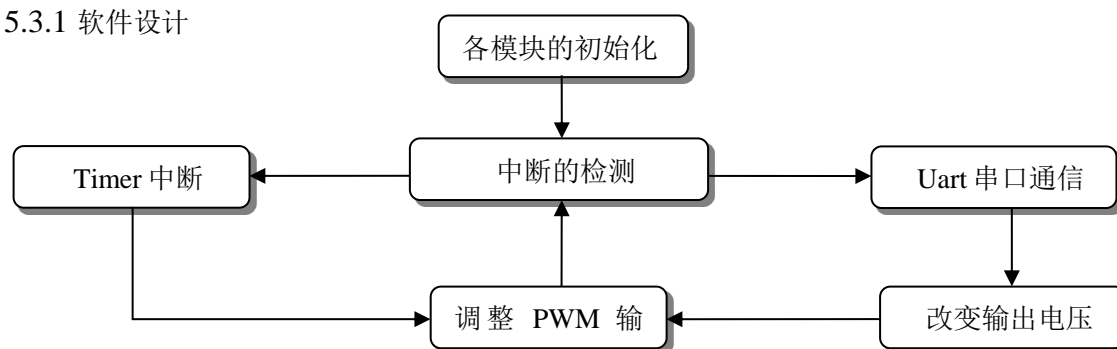 5.3.1 软件设计
各模块的初始化
Timer 中断
中断的检测
Uart 串口通信
调整 PWM 输
改变输出电压